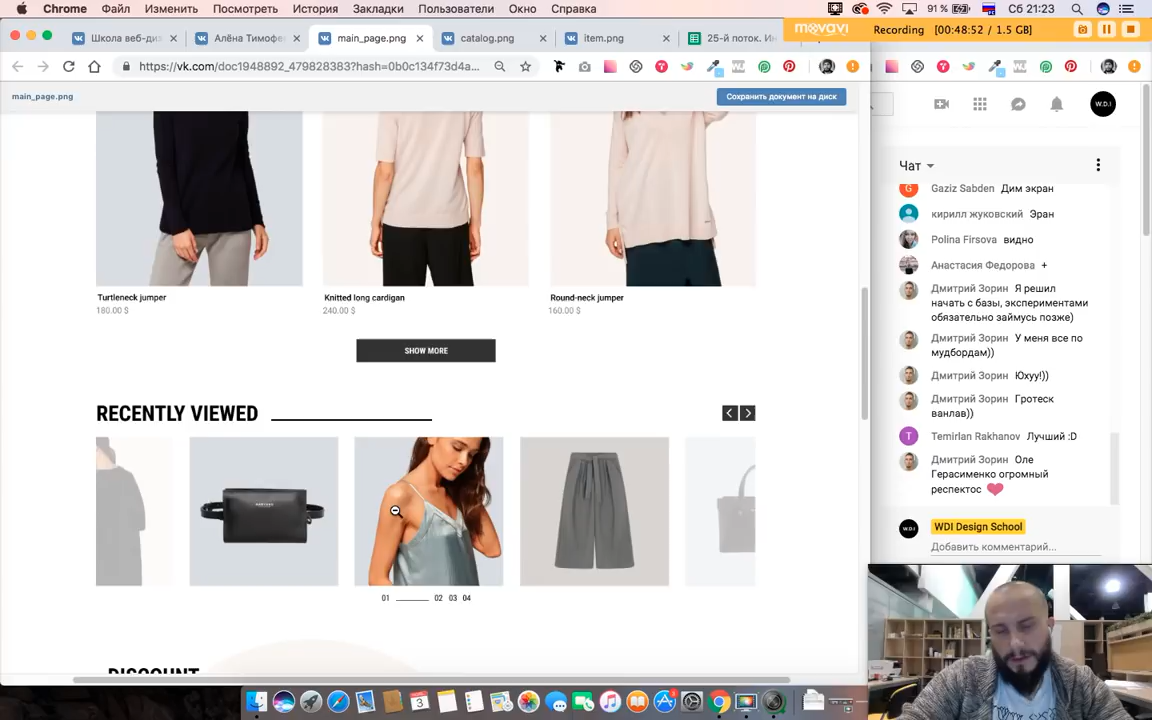 Chrome Файл Изменить Посмотреть История Закладки Пользователи Окно Справка 91 % Сб 21:23
Школа веб-диз
Алёна Тимофе
main_page.png
catalog.png
item.png
25-й поток. И
movavi
Recording [00:48:52 / 1.5 GB]
https://vk.com/doc1948892_479828383?hash=0b0c134f73d4a...
main_page.png
Сохранить документ на диск
Turtleneck jumper
180.00 $
Knitted long cardigan
240.00 $
Round-neck jumper
160.00 $
SHOW MORE
RECENTLY VIEWED
01 02 03 04
DISCOUNT
W.D.I
Чат
Gaziz Sabden Дим экран
кирилл жуковский Эран
Polina Firsova видно
Анастасия Федорова +
Дмитрий Зорин Я решил
начать с базы, экспериментами
обязательно займусь позже)
Дмитрий Зорин У меня все по
мудбордам))
Дмитрий Зорин Юхуу!))
Дмитрий Зорин Гротеск
ванлав))
Temirlan Rakhanov Лучший :D
Дмитрий Зорин Оле
Герасименко огромный
респектос
W.D.I WDI Design School
Добавить комментарий...